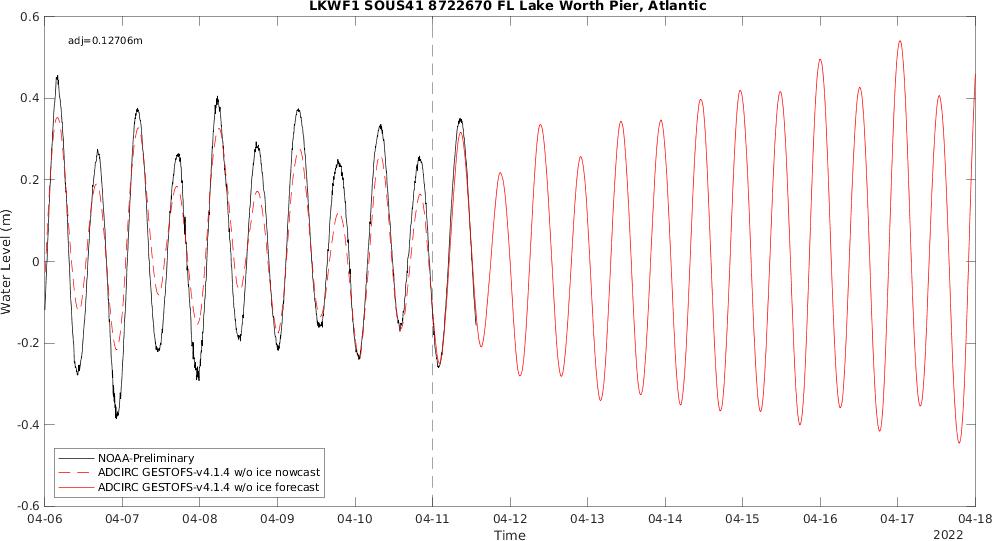 LKWF1 SOUS41 8722670 FL Lake Worth Pier, Atlantic
adj=0.12706m
Water Level (m)
0.6
0.4
0.2
0
-0.2
-0.4
-0.6
NOAA-Preliminary
ADCIRC GESTOFS-v4.1.4 w/o ice nowcast
ADCIRC GESTOFS-v4.1.4 w/o ice forecast
04-06 04-07 04-08 04-09 04-10 04-11 04-12 04-13 04-14 04-15 04-16 04-17 04-18
Time
2022